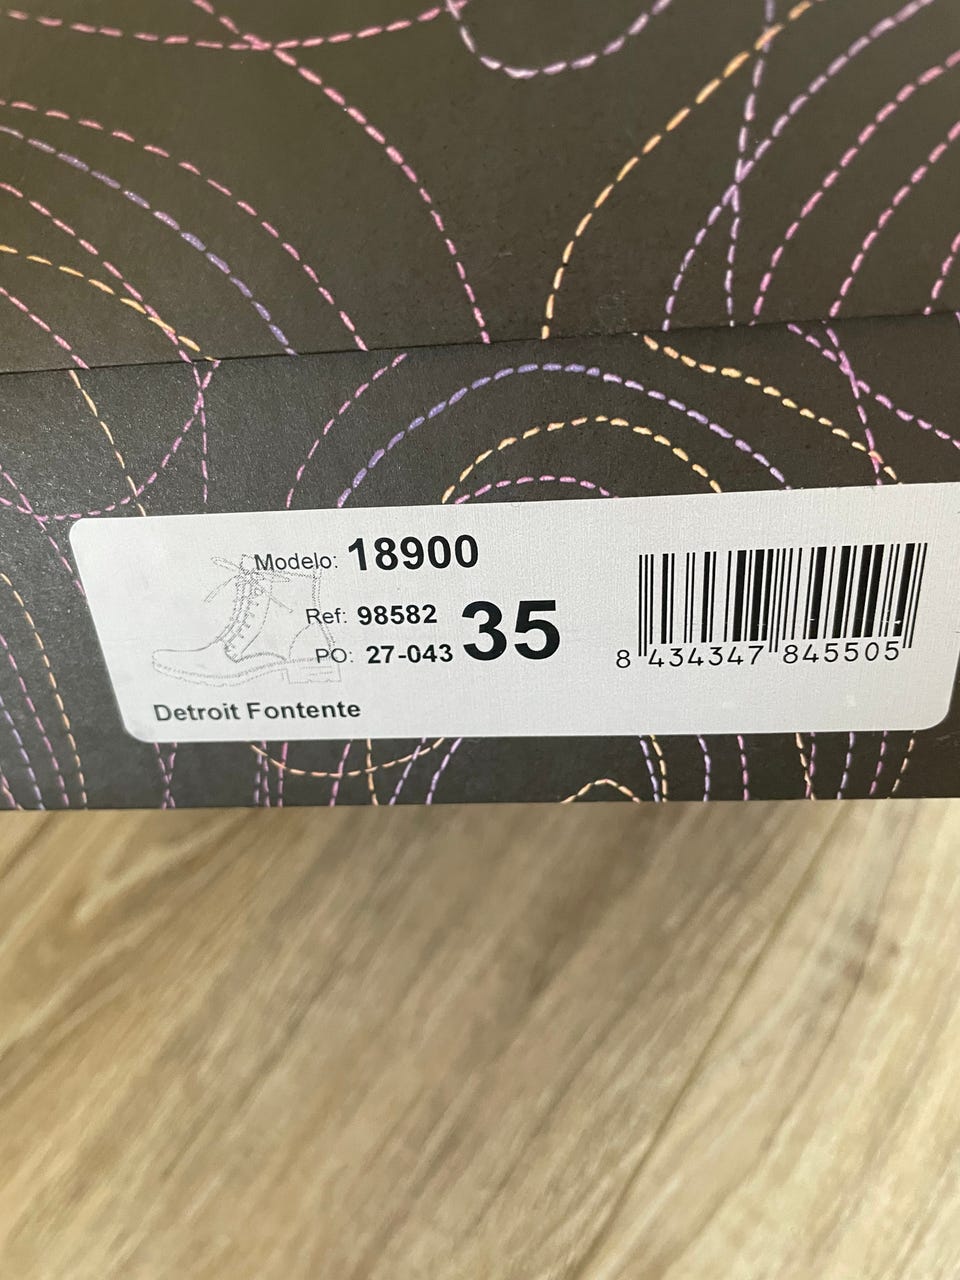 Modelo: 18900
Ref: 98582
35
PO: 27-043
Detroit Fontente
8 434347 845505